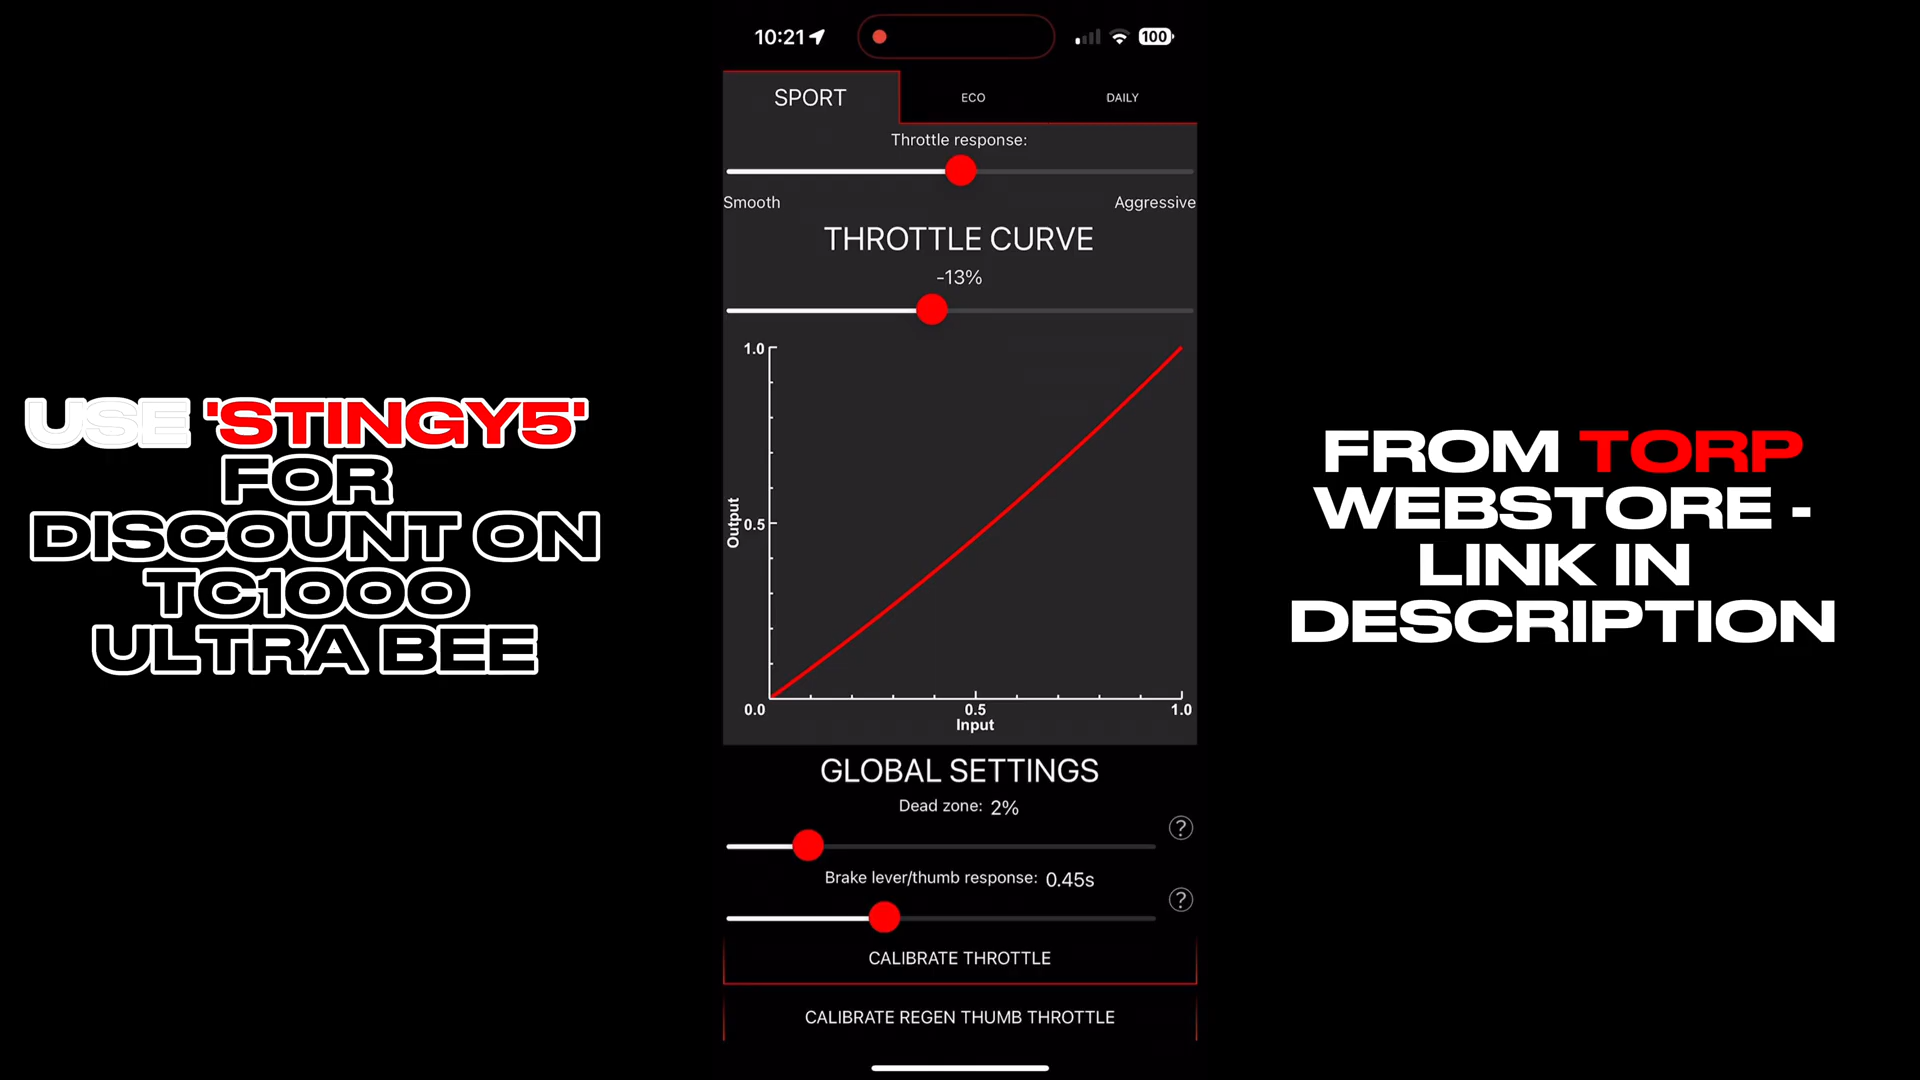 USE 'STINGY5'
FOR
DISCOUNT ON
TC1000
ULTRA BEE
10:21
100
SPORT
ECO
DAILY
Throttle response:
Smooth
Aggressive
THROTTLE CURVE
-13%
1.0
Output
0.5
0.0
0.5
1.0
Input
GLOBAL SETTINGS
Dead zone: 2%
?
Brake lever/thumb response: 0.45s
?
CALIBRATE THROTTLE
CALIBRATE REGEN THUMB THROTTLE
FROM TORP
WEBSTORE -
LINK IN
DESCRIPTION